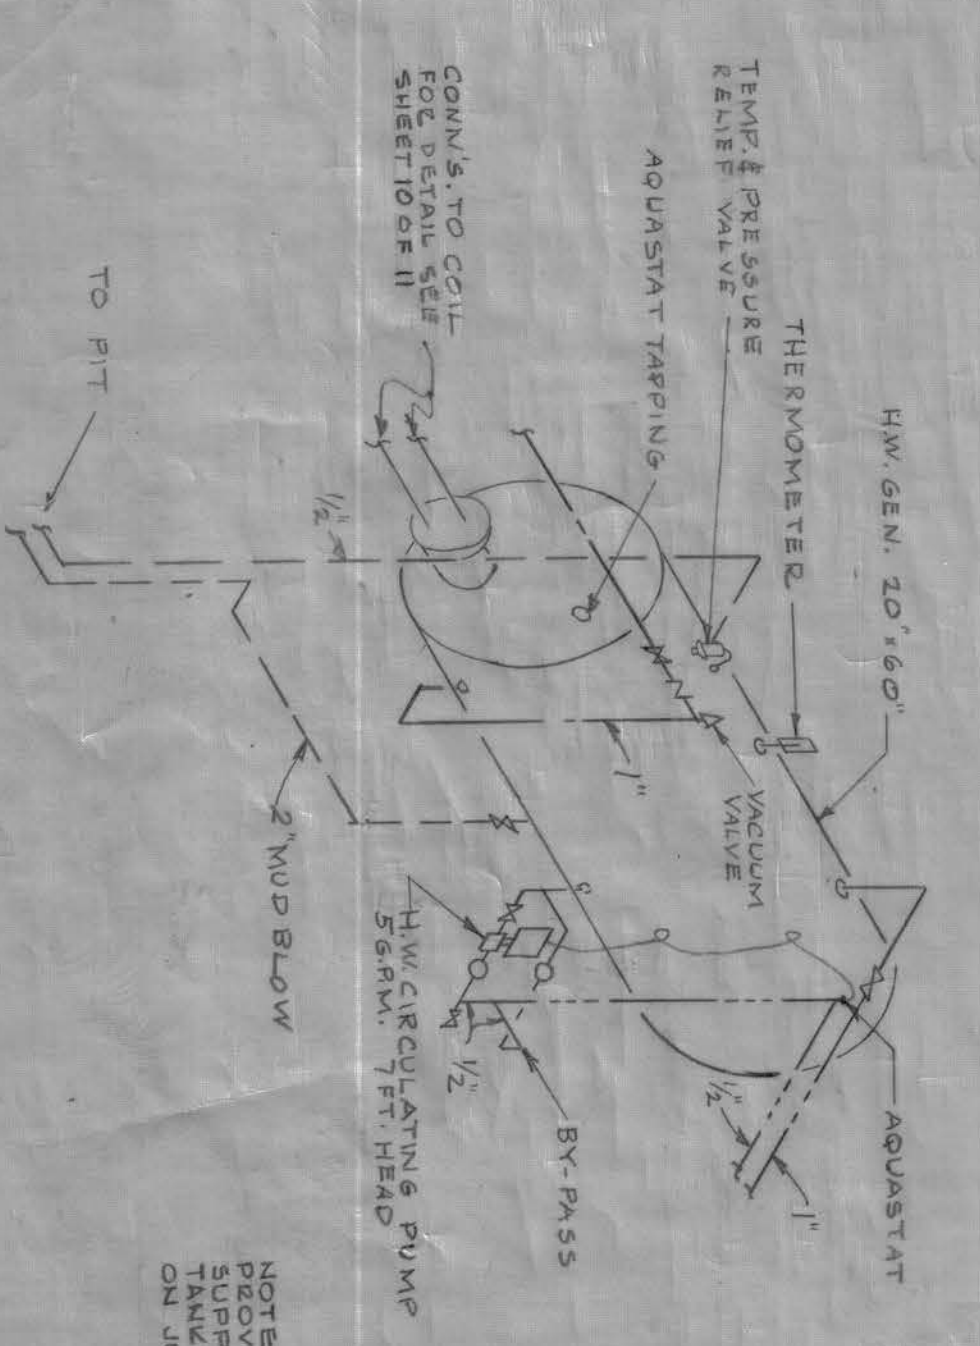 H.W. GEN. 20" x 60"
THERMOMETER
TEMP. & PRESSURE
RELIEF VALVE
AQUASTAT TAPPING
CONN'S. TO COIL
FOR DETAIL SEE
SHEET 10 OF 11
TO PIT
1/2"
1"
VACUUM
VALVE
2" MUD BLOW
H.W. CIRCULATING PUMP
5 G.P.M. 7 FT. HEAD
1/2"
BY-PASS
1/2"
1"
AQUASTAT
NOTE
PROV
SUPP
TANK
ON J